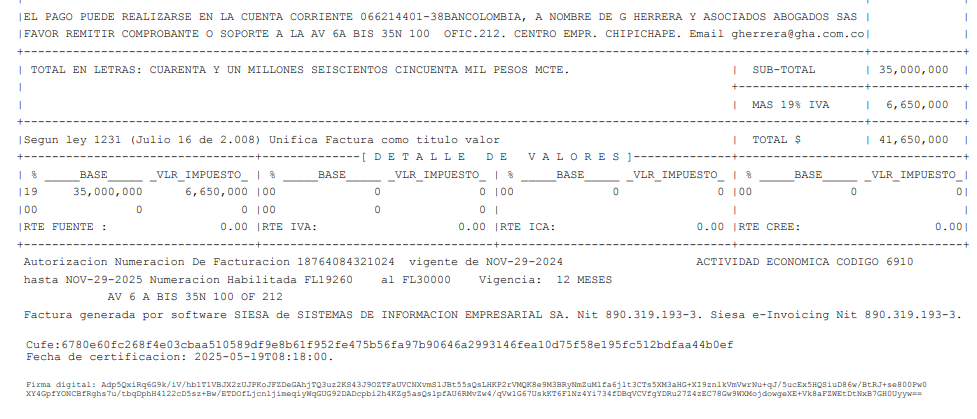 EL PAGO PUEDE REALIZARSE EN LA CUENTA CORRIENTE 066214401-38BANCOLOMBIA, A NOMBRE DE G HERRERA Y ASOCIADOS ABOGADOS SAS
FAVOR REMITIR COMPROBANTE O SOPORTE A LA AV 6A BIS 35N 100 OFIC.212. CENTRO EMPR. CHIPICHAPE. Email gherrera@gha.com.co
TOTAL EN LETRAS: CUARENTA Y UN MILLONES SEISCIENTOS CINCUENTA MIL PESOS MCTE. | SUB-TOTAL | 35,000,000
MAS 19% IVA | 6,650,000
Segun ley 1231 (Julio 16 de 2.008) Unifica Factura como titulo valor | TOTAL $ | 41,650,000
[ D E T A L L E D E V A L O R E S ]
| % _____BASE_____ _VLR_IMPUESTO_| % _____BASE_____ _VLR_IMPUESTO_| % _____BASE_____ _VLR_IMPUESTO_| % _____BASE_____ _VLR_IMPUESTO_|
|19 35,000,000 6,650,000 |00 0 0 |00 0 0 |00 0 0|
|00 0 0 |00 0 0 | | |
|RTE FUENTE : 0.00 |RTE IVA: 0.00 |RTE ICA: 0.00 |RTE CREE: 0.00|
Autorizacion Numeracion De Facturacion 18764084321024 vigente de NOV-29-2024 ACTIVIDAD ECONOMICA CODIGO 6910
hasta NOV-29-2025 Numeracion Habilitada FL19260 al FL30000 Vigencia: 12 MESES
AV 6 A BIS 35N 100 OF 212
Factura generada por software SIESA de SISTEMAS DE INFORMACION EMPRESARIAL SA. Nit 890.319.193-3. Siesa e-Invoicing Nit 890.319.193-3.
Cufe:6780e60fc268f4e03cbaa510589df9e8b61f952fe475b56fa97b90646a2993146fea10d75f58e195fc512bdfaa44b0ef
Fecha de certificacion: 2025-05-19T08:18:00.
Firma digital: